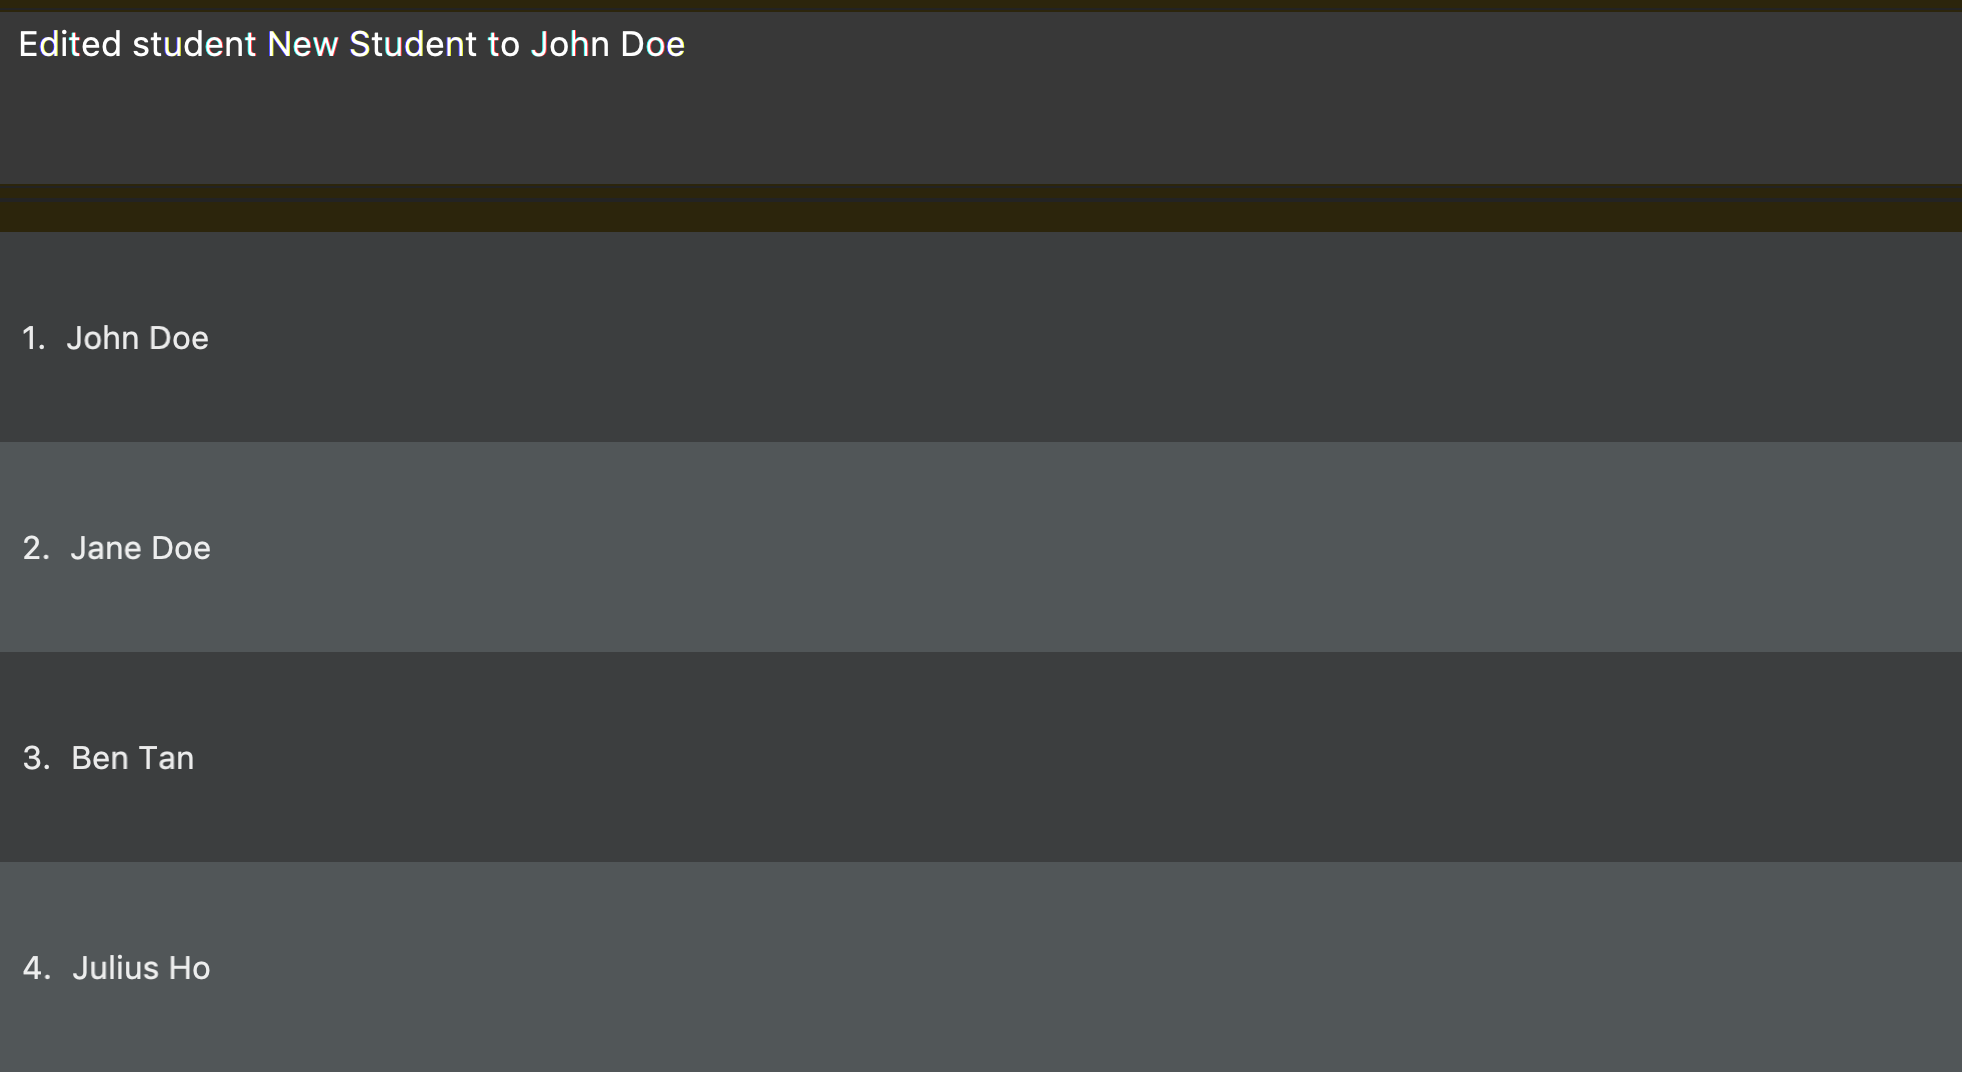 Edited student New Student to John Doe
1. John Doe
2. Jane Doe
3. Ben Tan
4. Julius Ho